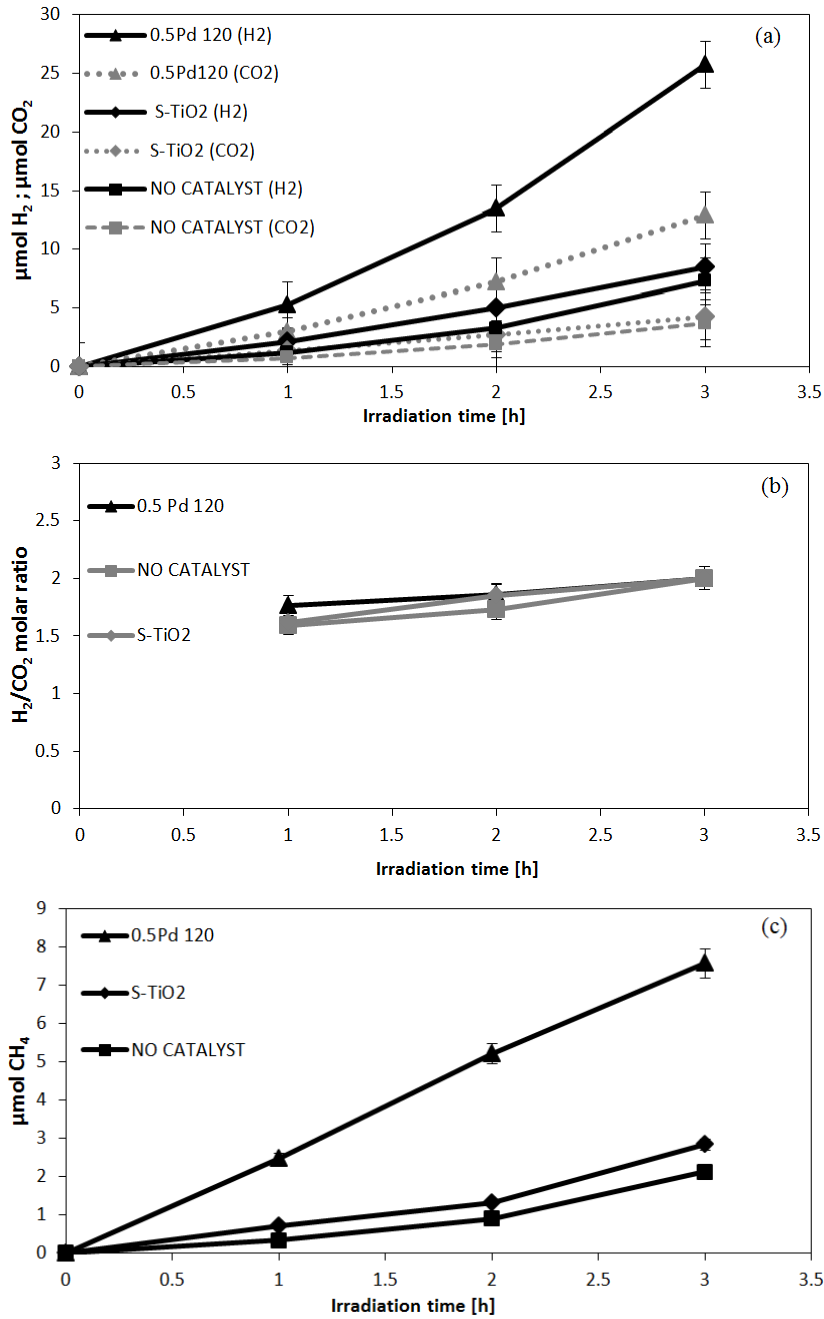 (a)
30
25
20
15
10
5
0
µmol H2 ; µmol CO2
0.5Pd 120 (H2)
0.5Pd120 (CO2)
S-TiO2 (H2)
S-TiO2 (CO2)
NO CATALYST (H2)
NO CATALYST (CO2)
0 0.5 1 1.5 2 2.5 3 3.5
Irradiation time [h]
(b)
3
2.5
2
1.5
1
0.5
0
H2/CO2 molar ratio
0.5 Pd 120
NO CATALYST
S-TiO2
0 0.5 1 1.5 2 2.5 3 3.5
Irradiation time [h]
(c)
9
8
7
6
5
4
3
2
1
0
µmol CH4
0.5Pd 120
S-TiO2
NO CATALYST
0 0.5 1 1.5 2 2.5 3 3.5
Irradiation time [h]